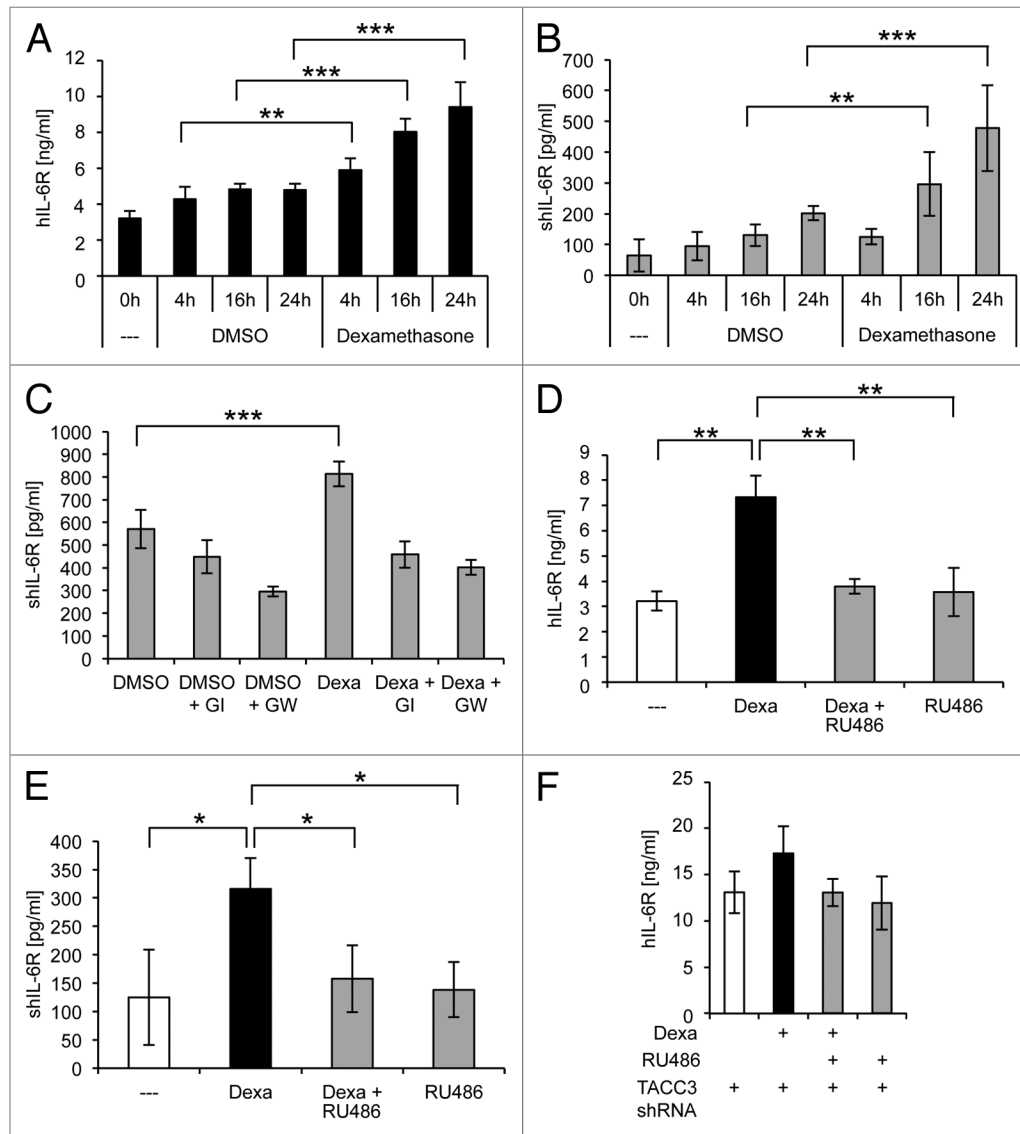 A
***
***
**
hIL-6R [ng/ml]
12
10
8
6
4
2
0
0h 4h 16h 24h 4h 16h 24h
--- DMSO Dexamethasone
B
***
**
shIL-6R [pg/ml]
700
600
500
400
300
200
100
0
0h 4h 16h 24h 4h 16h 24h
--- DMSO Dexamethasone
C
***
shIL-6R [pg/ml]
1000
900
800
700
600
500
400
300
200
100
0
DMSO DMSO DMSO Dexa Dexa + Dexa +
+ GI + GW GI GW
D
**
** **
hIL-6R [ng/ml]
9
8
7
6
5
4
3
2
1
0
--- Dexa Dexa + RU486
RU486
E
*
* *
shIL-6R [pg/ml]
400
350
300
250
200
150
100
50
0
--- Dexa Dexa + RU486
RU486
F
hIL-6R [ng/ml]
25
20
15
10
5
0
Dexa + +
RU486 + +
TACC3 + + + +
shRNA